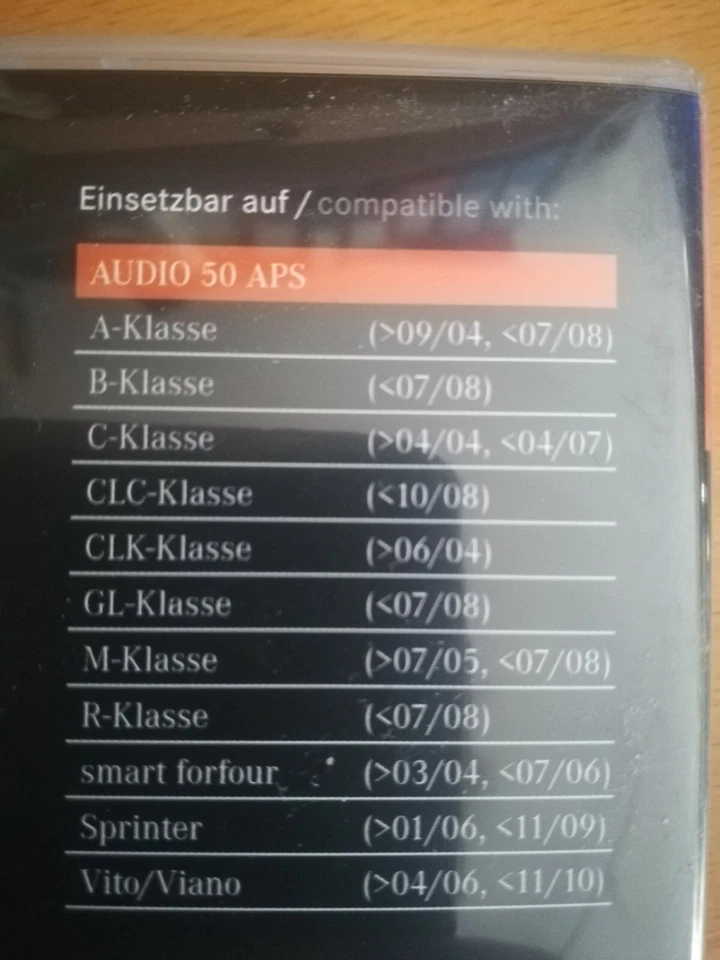 Einsetzbar auf / compatible with:
AUDIO 50 APS
A-Klasse (>09/04, <07/08)
B-Klasse (<07/08)
C-Klasse (>04/04, <04/07)
CLC-Klasse (<10/08)
CLK-Klasse (>06/04)
GL-Klasse (<07/08)
M-Klasse (>07/05, <07/08)
R-Klasse (<07/08)
smart forfour (>03/04, <07/06)
Sprinter (>01/06, <11/09)
Vito/Viano (>04/06, <11/10)